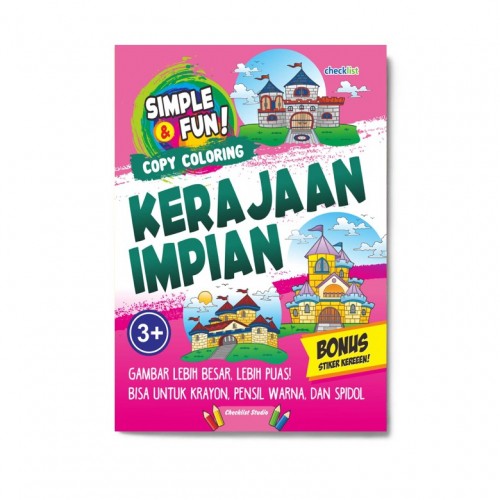 checklist
SIMPLE
& FUN!
COPY COLORING
KERAJAAN
IMPIAN
3+
BONUS
STIKER KEREEEN!
GAMBAR LEBIH BESAR, LEBIH PUAS!
BISA UNTUK KRAYON, PENSIL WARNA, DAN SPIDOL
Checklist Studio